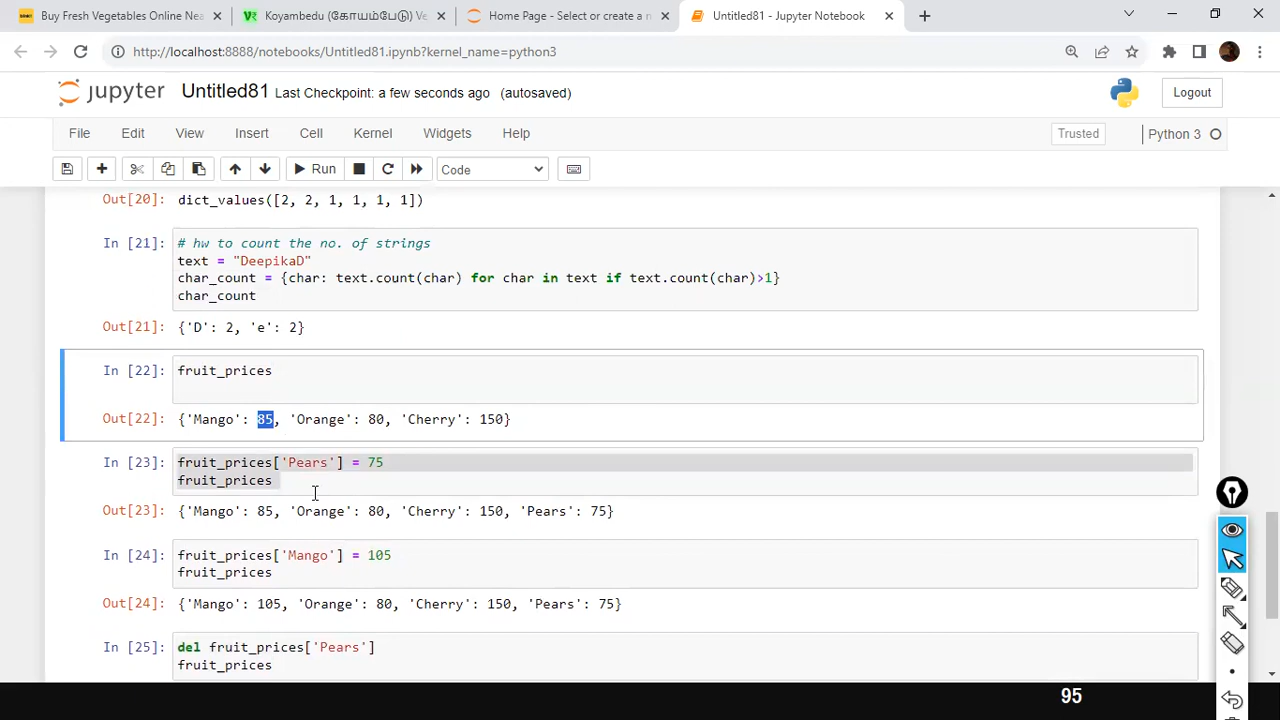 Buy Fresh Vegetables Online Ne
Koyambedu (கோயம்பேடு) Ve
Home Page - Select or create a n
Untitled81 - Jupyter Notebook
http://localhost:8888/notebooks/Untitled81.ipynb?kernel_name=python3
jupyter Untitled81 Last Checkpoint: a few seconds ago (autosaved)
Logout
File Edit View Insert Cell Kernel Widgets Help
Trusted Python 3
Run Code
Out[20]: dict_values([2, 2, 1, 1, 1, 1])
In [21]: # hw to count the no. of strings
text = "DeepikaD"
char_count = {char: text.count(char) for char in text if text.count(char)>1}
char_count
Out[21]: {'D': 2, 'e': 2}
In [22]: fruit_prices
Out[22]: {'Mango': 85, 'Orange': 80, 'Cherry': 150}
In [23]: fruit_prices['Pears'] = 75
fruit_prices
Out[23]: {'Mango': 85, 'Orange': 80, 'Cherry': 150, 'Pears': 75}
In [24]: fruit_prices['Mango'] = 105
fruit_prices
Out[24]: {'Mango': 105, 'Orange': 80, 'Cherry': 150, 'Pears': 75}
In [25]: del fruit_prices['Pears']
fruit_prices
95